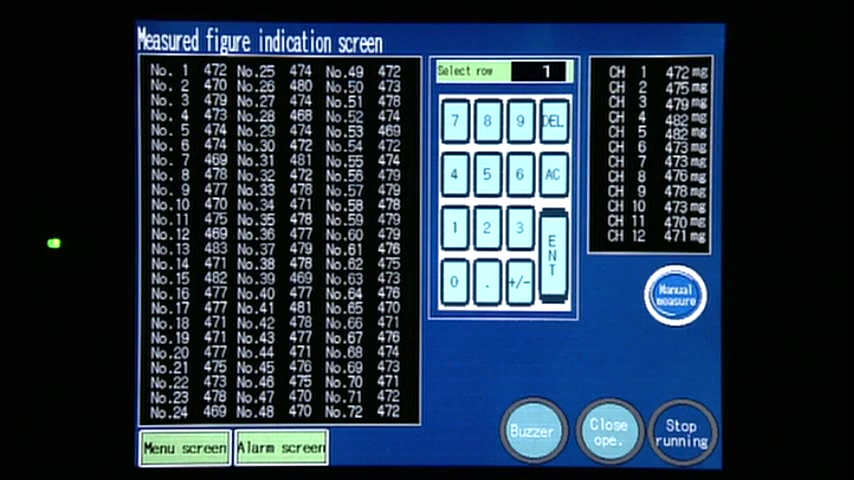 Measured figure indication screen
No. 1 472 No.25 474 No.49 472
No. 2 470 No.26 480 No.50 473
No. 3 479 No.27 474 No.51 478
No. 4 473 No.28 468 No.52 474
No. 5 474 No.29 474 No.53 469
No. 6 474 No.30 472 No.54 472
No. 7 469 No.31 481 No.55 474
No. 8 478 No.32 472 No.56 479
No. 9 477 No.33 478 No.57 479
No.10 470 No.34 471 No.58 478
No.11 475 No.35 478 No.59 479
No.12 469 No.36 477 No.60 479
No.13 483 No.37 479 No.61 476
No.14 471 No.38 478 No.62 475
No.15 482 No.39 469 No.63 473
No.16 477 No.40 477 No.64 476
No.17 477 No.41 481 No.65 470
No.18 471 No.42 478 No.66 471
No.19 471 No.43 477 No.67 476
No.20 477 No.44 471 No.68 474
No.21 475 No.45 476 No.69 473
No.22 473 No.46 475 No.70 471
No.23 478 No.47 470 No.71 472
No.24 469 No.48 470 No.72 472
Select row 1
7 8 9 DEL
4 5 6 AC
1 2 3 ENT
0 . +/-
CH 1 472 mg
CH 2 475 mg
CH 3 479 mg
CH 4 482 mg
CH 5 482 mg
CH 6 473 mg
CH 7 473 mg
CH 8 476 mg
CH 9 478 mg
CH 10 473 mg
CH 11 470 mg
CH 12 471 mg
Manual
measure
Menu screen
Alarm screen
Buzzer
Close
ope.
Stop
running